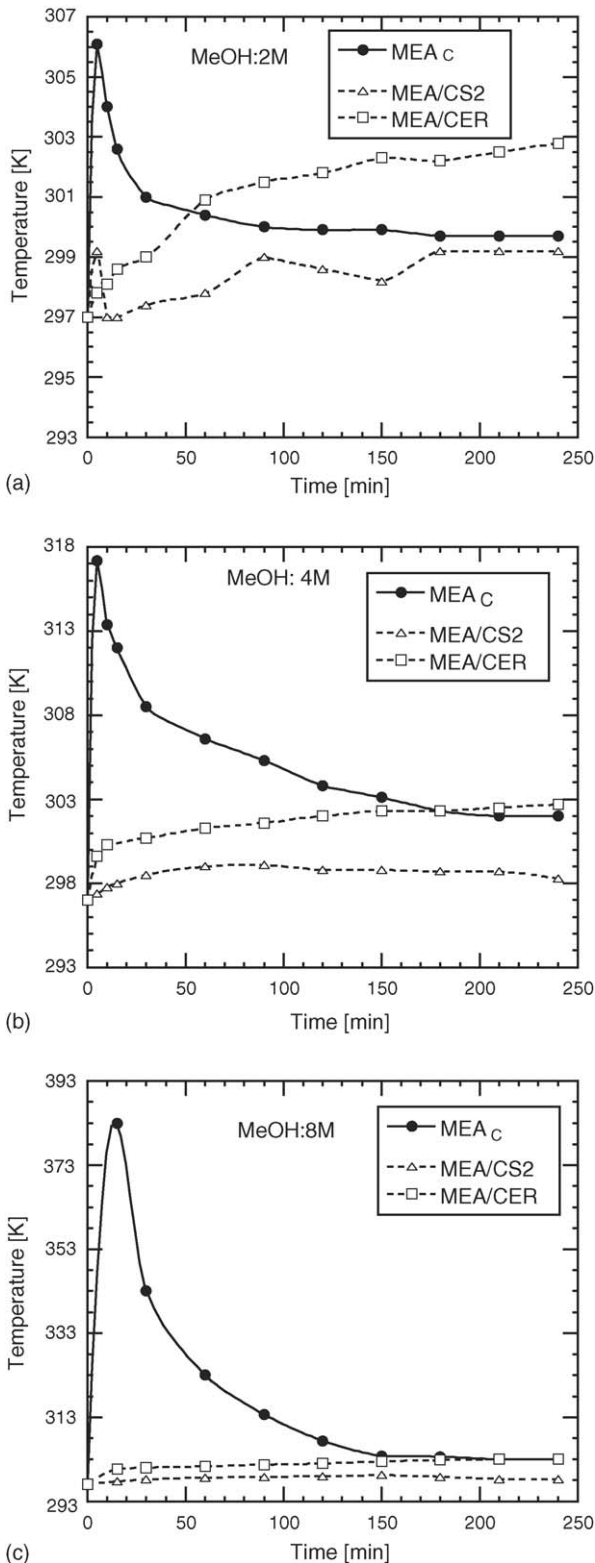 307
305
303
301
299
297
295
293
Temperature [K]
MeOH:2M
MEA C
MEA/CS2
MEA/CER
0
50
100
150
200
250
Time [min]
(a)
318
313
308
303
298
293
Temperature [K]
MeOH: 4M
MEA C
MEA/CS2
MEA/CER
0
50
100
150
200
250
Time [min]
(b)
393
373
353
333
313
293
Temperature [K]
MeOH:8M
MEA C
MEA/CS2
MEA/CER
0
50
100
150
200
250
Time [min]
(c)